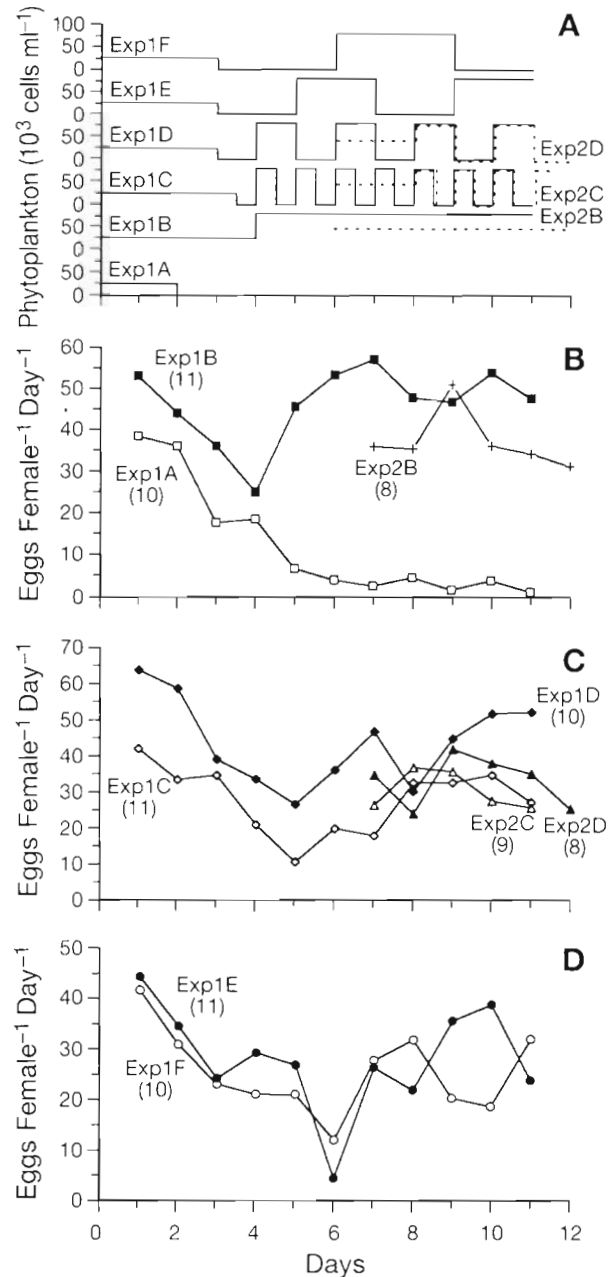 A
Phytoplankton (10³ cells ml⁻¹)
100
50
0
Exp1F
50
0
Exp1E
50
0
Exp1D
Exp2D
50
0
Exp1C
Exp2C
50
0
Exp1B
Exp2B
50
0
Exp1A
B
Eggs Female⁻¹ Day⁻¹
60
50
40
30
20
10
0
Exp1B
(11)
Exp1A
(10)
Exp2B
(8)
C
Eggs Female⁻¹ Day⁻¹
70
60
50
40
30
20
10
0
Exp1D
(10)
Exp1C
(11)
Exp2C
(9)
Exp2D
(8)
D
Eggs Female⁻¹ Day⁻¹
50
40
30
20
10
0
Exp1E
(11)
Exp1F
(10)
0 2 4 6 8 10 12
Days